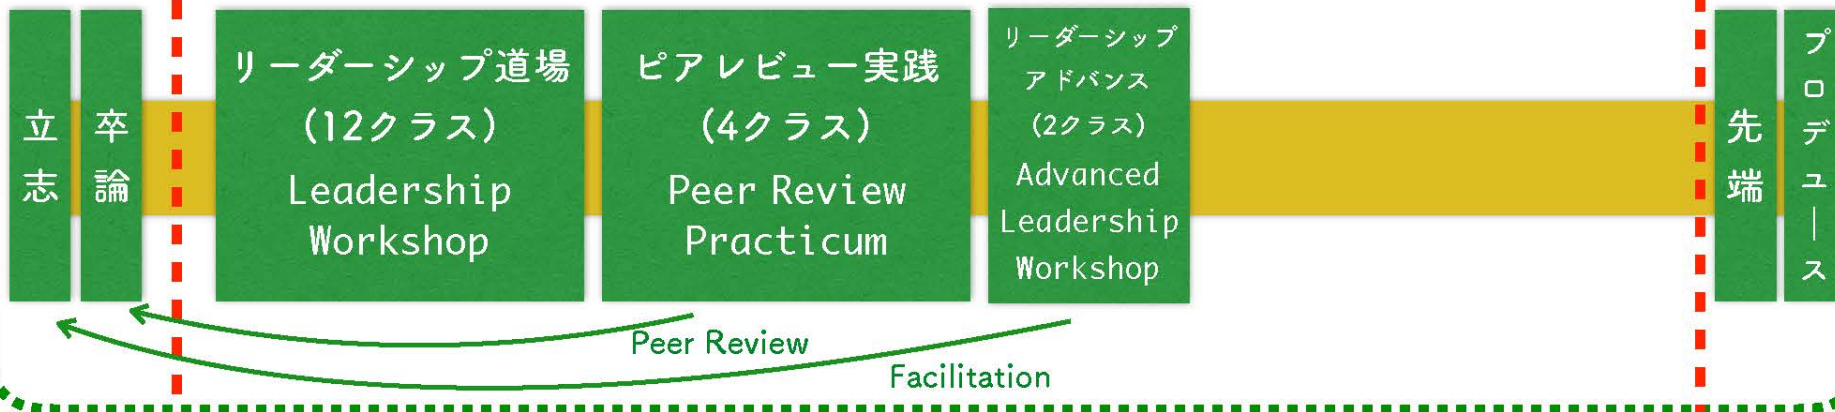 立志
卒論
リーダーシップ道場
(12クラス)
Leadership
Workshop
ピアレビュー実践
(4クラス)
Peer Review
Practicum
リーダーシップ
アドバンス
(2クラス)
Advanced
Leadership
Workshop
先端
プロデュース
Peer Review
Facilitation